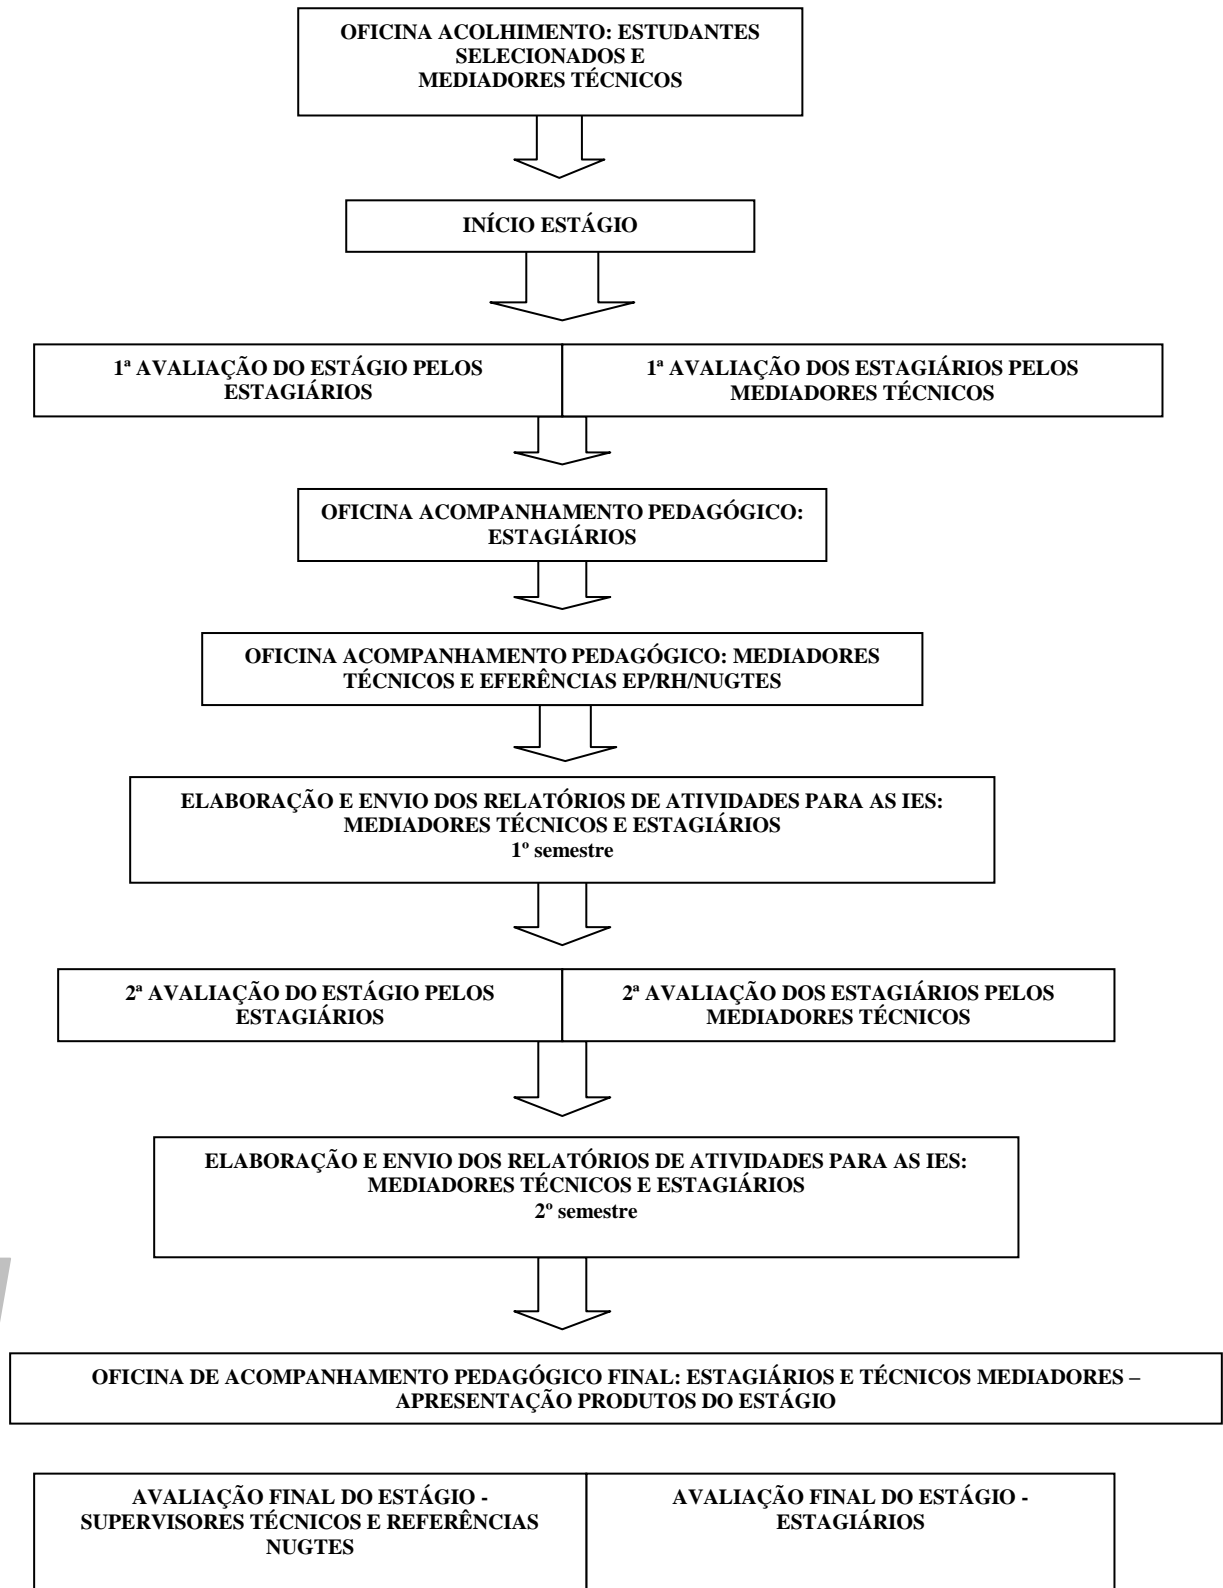 OFICINA ACOLHIMENTO: ESTUDANTES
SELECIONADOS E
MEDIADORES TÉCNICOS
INÍCIO ESTÁGIO
1ª AVALIAÇÃO DO ESTÁGIO PELOS
ESTAGIÁRIOS
1ª AVALIAÇÃO DOS ESTAGIÁRIOS PELOS
MEDIADORES TÉCNICOS
OFICINA ACOMPANHAMENTO PEDAGÓGICO:
ESTAGIÁRIOS
OFICINA ACOMPANHAMENTO PEDAGÓGICO: MEDIADORES
TÉCNICOS E EFERÊNCIAS EP/RH/NUGTES
ELABORAÇÃO E ENVIO DOS RELATÓRIOS DE ATIVIDADES PARA AS IES:
MEDIADORES TÉCNICOS E ESTAGIÁRIOS
1º semestre
2ª AVALIAÇÃO DO ESTÁGIO PELOS
ESTAGIÁRIOS
2ª AVALIAÇÃO DOS ESTAGIÁRIOS PELOS
MEDIADORES TÉCNICOS
ELABORAÇÃO E ENVIO DOS RELATÓRIOS DE ATIVIDADES PARA AS IES:
MEDIADORES TÉCNICOS E ESTAGIÁRIOS
2º semestre
OFICINA DE ACOMPANHAMENTO PEDAGÓGICO FINAL: ESTAGIÁRIOS E TÉCNICOS MEDIADORES –
APRESENTAÇÃO PRODUTOS DO ESTÁGIO
AVALIAÇÃO FINAL DO ESTÁGIO -
SUPERVISORES TÉCNICOS E REFERÊNCIAS
NUGTES
AVALIAÇÃO FINAL DO ESTÁGIO -
ESTAGIÁRIOS